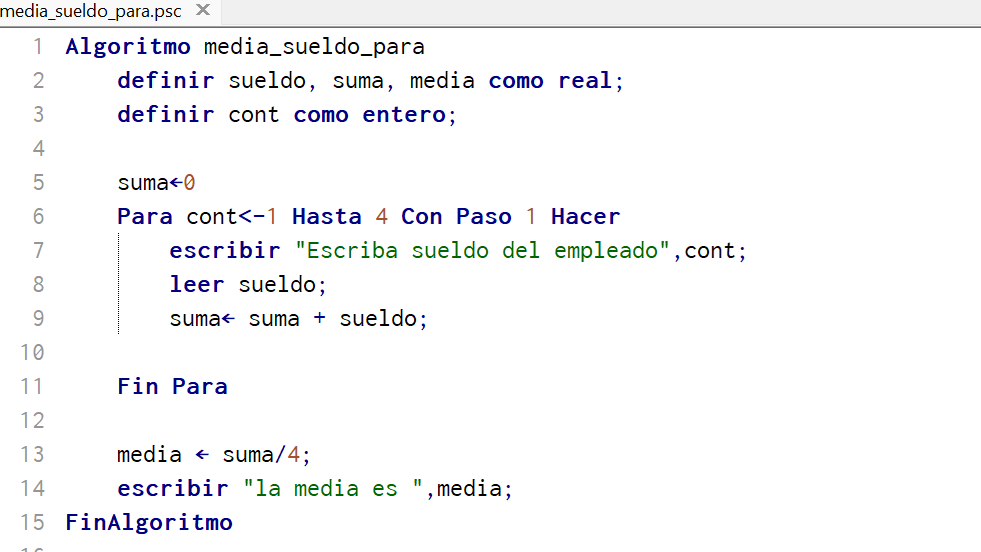 media_sueldo_para.psc ✕
1 Algoritmo media_sueldo_para
2 definir sueldo, suma, media como real;
3 definir cont como entero;
4
5 suma←0
6 Para cont<-1 Hasta 4 Con Paso 1 Hacer
7 escribir "Escriba sueldo del empleado",cont;
8 leer sueldo;
9 suma← suma + sueldo;
10
11 Fin Para
12
13 media ← suma/4;
14 escribir "la media es ",media;
15 FinAlgoritmo